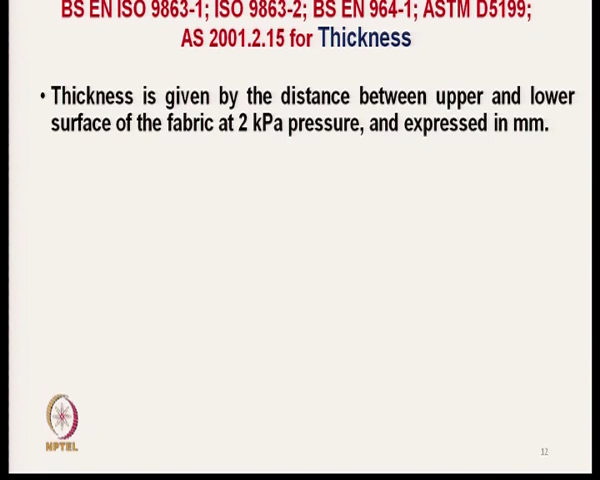 BS EN ISO 9863-1; ISO 9863-2; BS EN 964-1; ASTM D5199;
AS 2001.2.15 for Thickness
• Thickness is given by the distance between upper and lower
surface of the fabric at 2 kPa pressure, and expressed in mm.
NPTEL
12